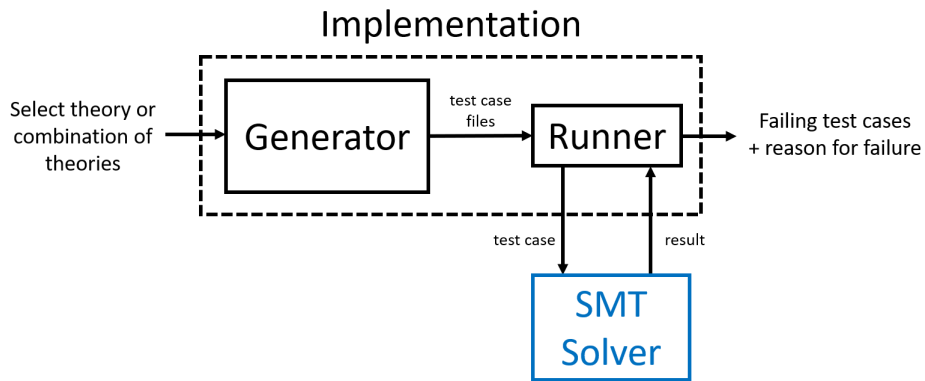 Implementation
Select theory or
combination of
theories
Generator
test case
files
Runner
Failing test cases
+ reason for failure
test case
result
SMT
Solver